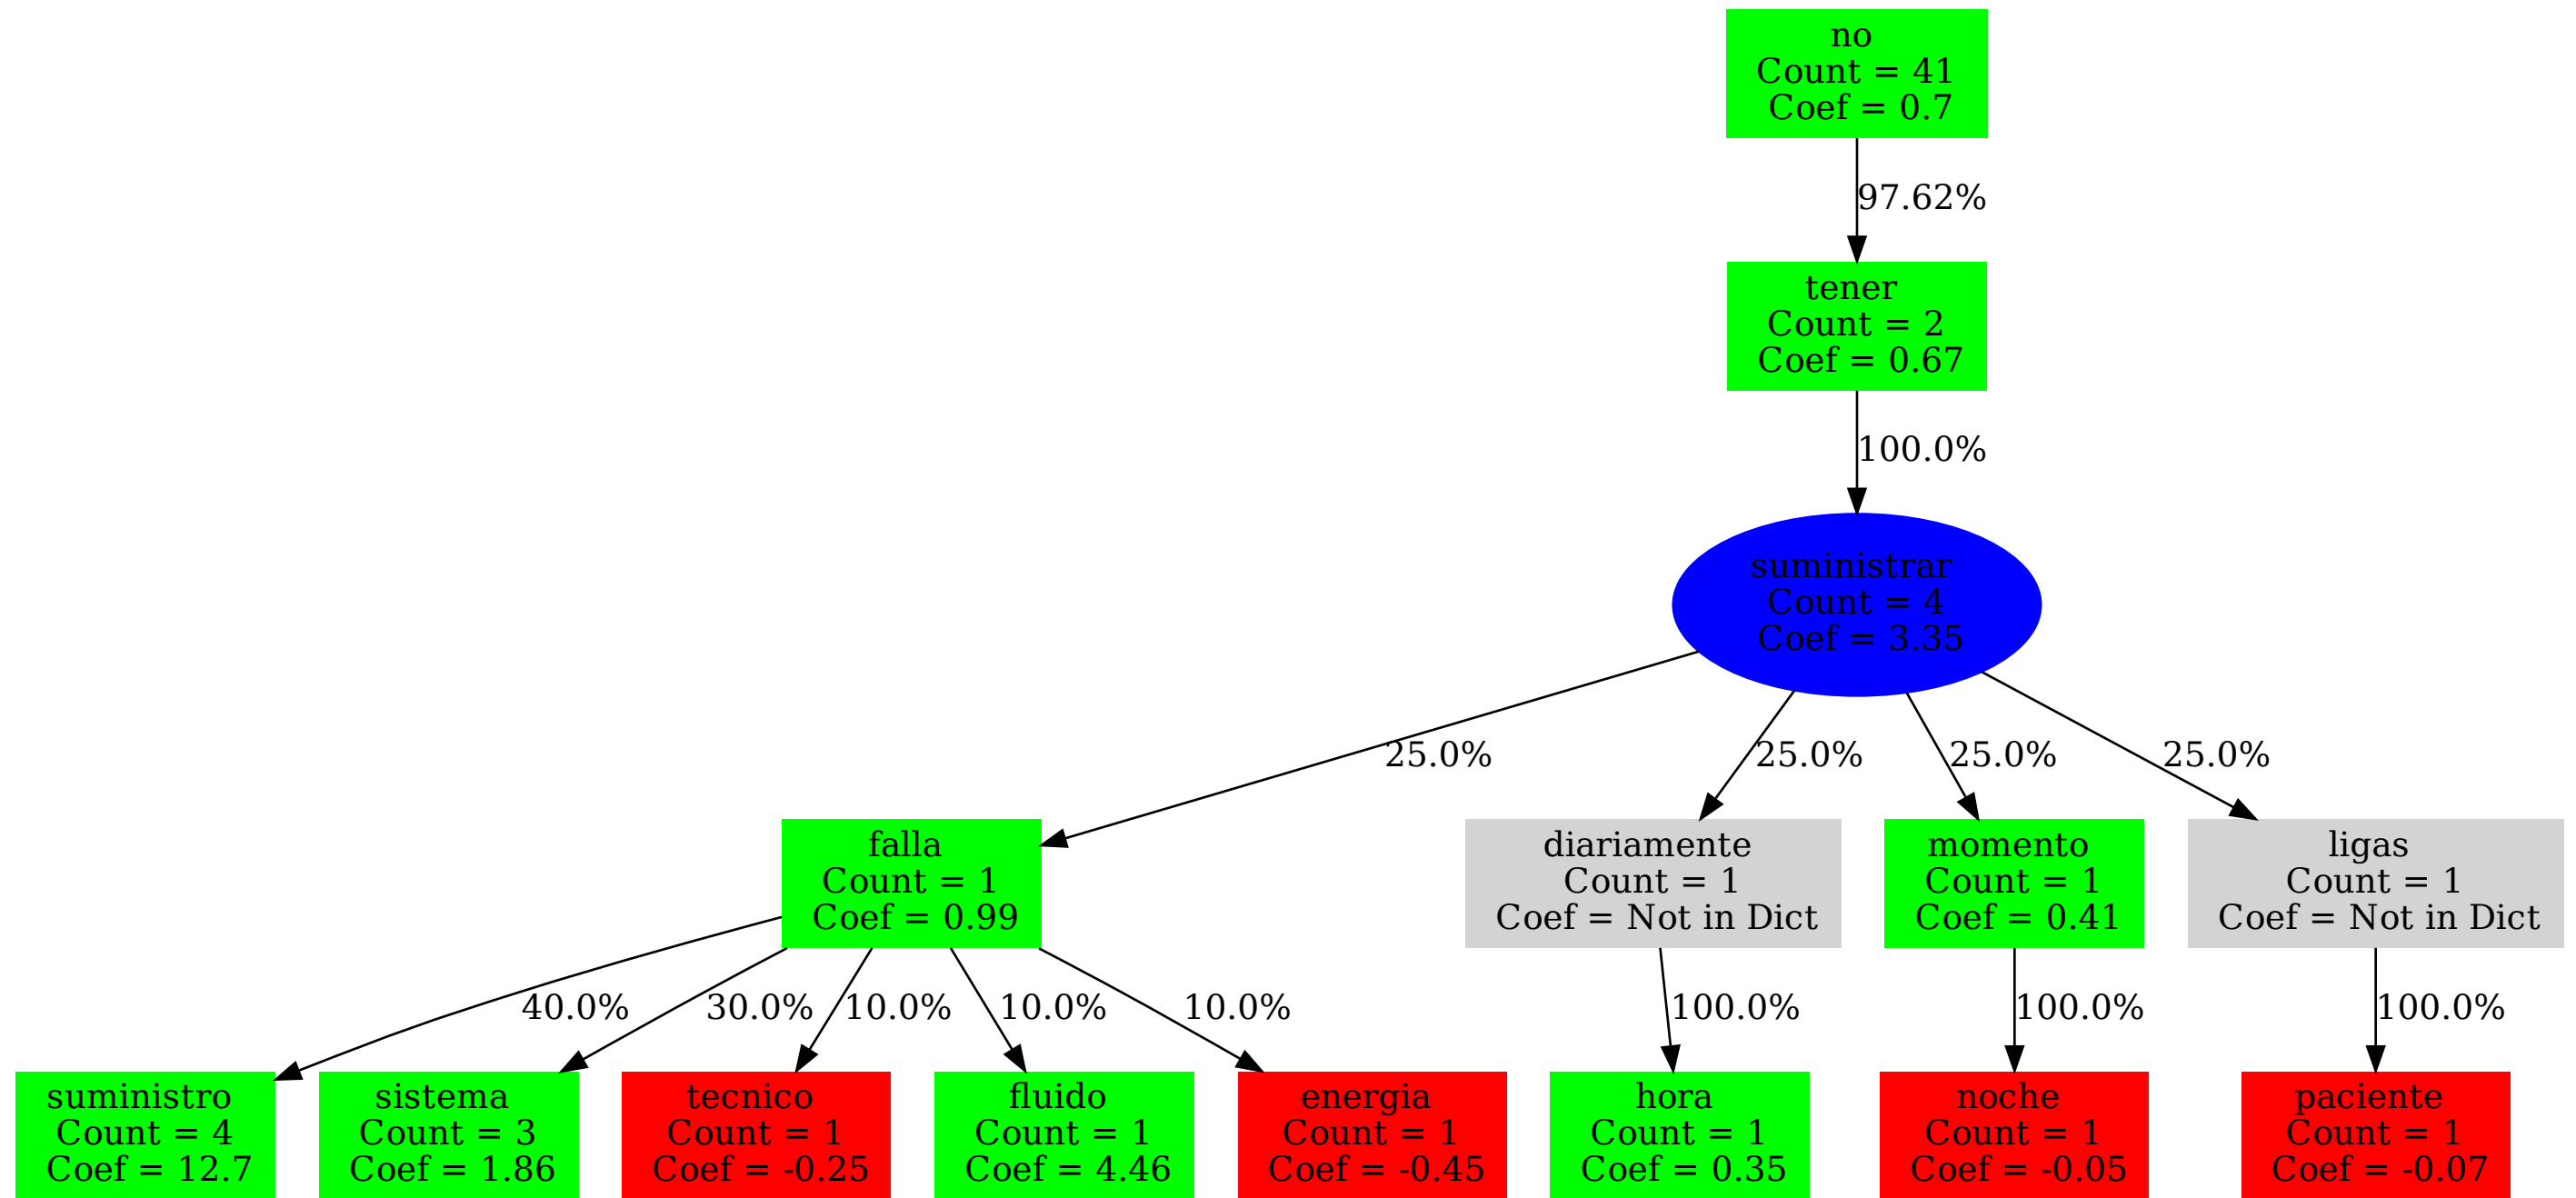 no
Count = 41
Coef = 0.7
97.62%
tener
Count = 2
Coef = 0.67
100.0%
suministrar
Count = 4
Coef = 3.35
25.0%
25.0%
25.0%
25.0%
falla
Count = 1
Coef = 0.99
diariamente
Count = 1
Coef = Not in Dict
momento
Count = 1
Coef = 0.41
ligas
Count = 1
Coef = Not in Dict
40.0%
30.0%
10.0%
10.0%
10.0%
100.0%
100.0%
100.0%
suministro
Count = 4
Coef = 12.7
sistema
Count = 3
Coef = 1.86
tecnico
Count = 1
Coef = -0.25
fluido
Count = 1
Coef = 4.46
energia
Count = 1
Coef = -0.45
hora
Count = 1
Coef = 0.35
noche
Count = 1
Coef = -0.05
paciente
Count = 1
Coef = -0.07